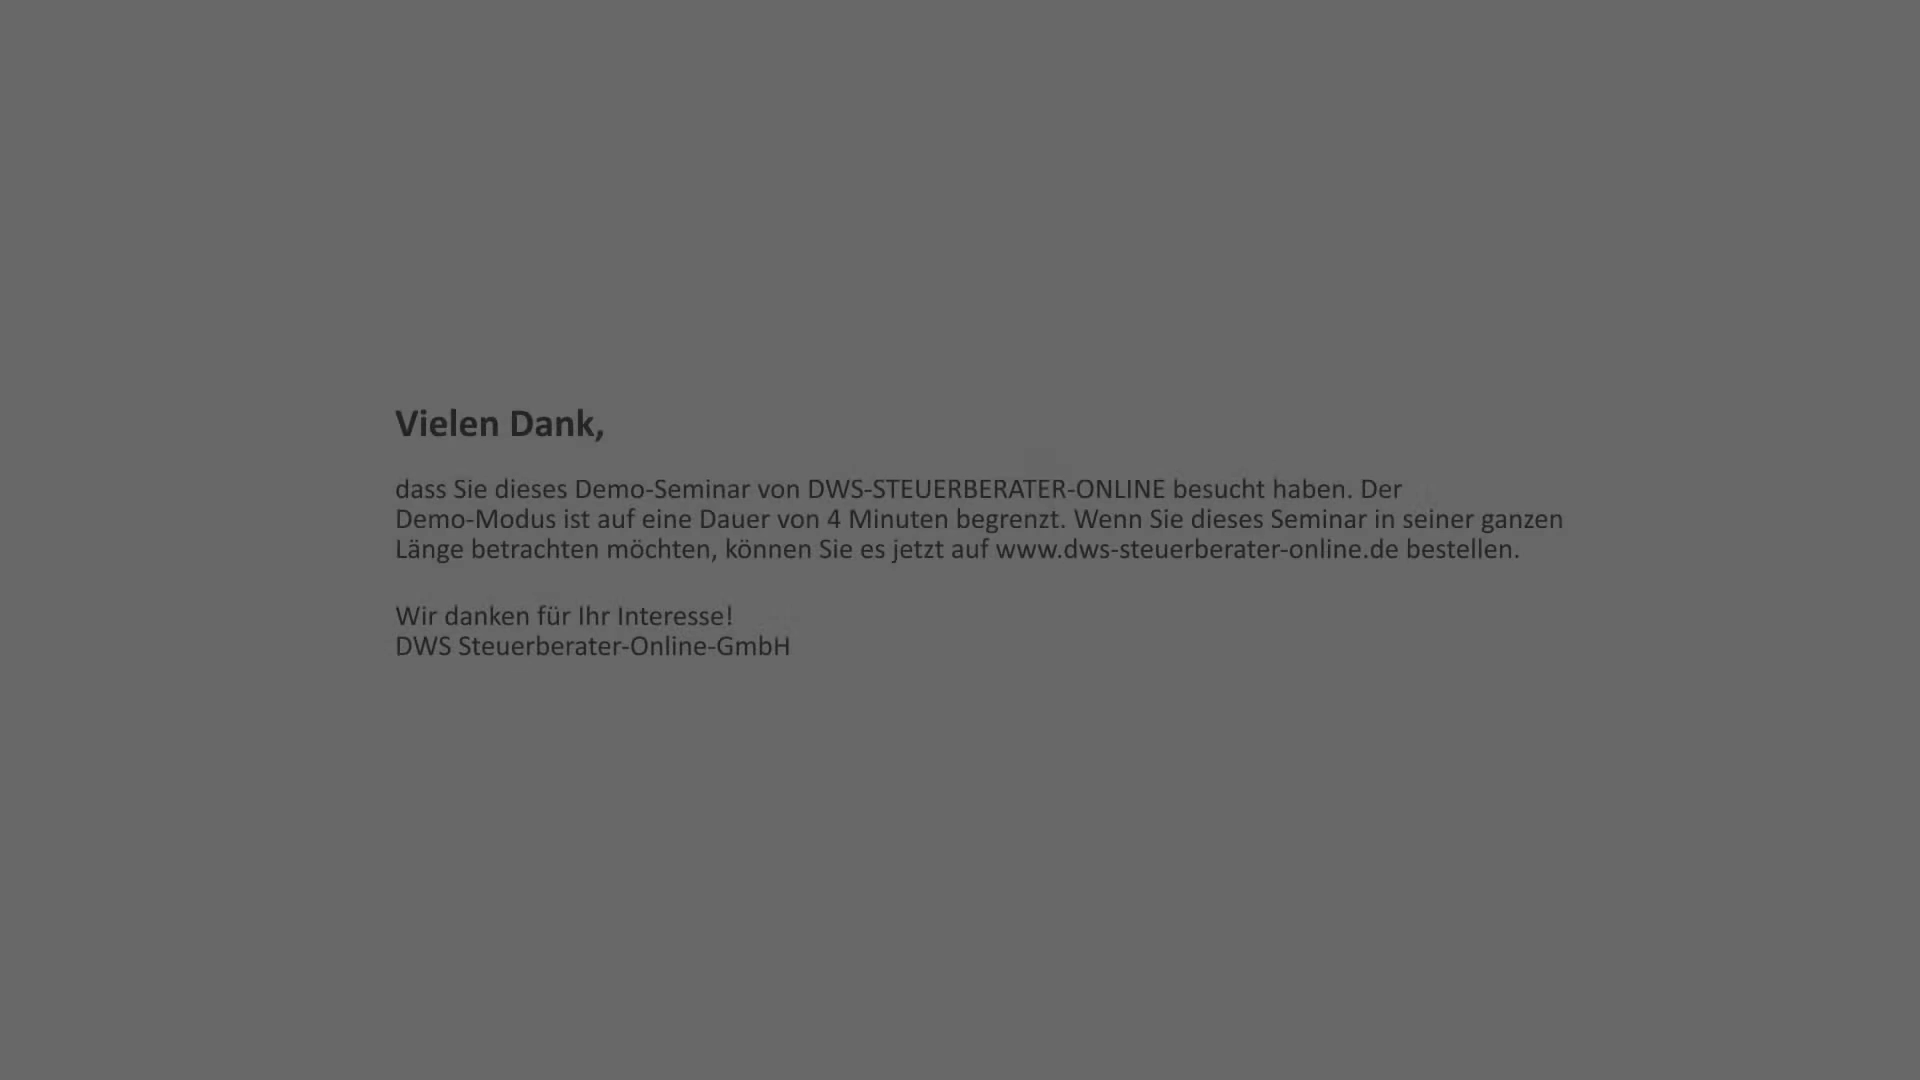 Vielen Dank,
dass Sie dieses Demo-Seminar von DWS-STEUERBERATER-ONLINE besucht haben. Der
Demo-Modus ist auf eine Dauer von 4 Minuten begrenzt. Wenn Sie dieses Seminar in seiner ganzen
Länge betrachten möchten, können Sie es jetzt auf www.dws-steuerberater-online.de bestellen.
Wir danken für Ihr Interesse!
DWS Steuerberater-Online-GmbH